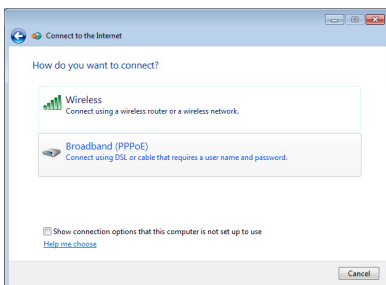 Connect to the Internet
How do you want to connect?
Wireless
Connect using a wireless router or a wireless network.
Broadband (PPPoE)
Connect using DSL or cable that requires a user name and password.
Show connection options that this computer is not set up to use
Help me choose
Cancel